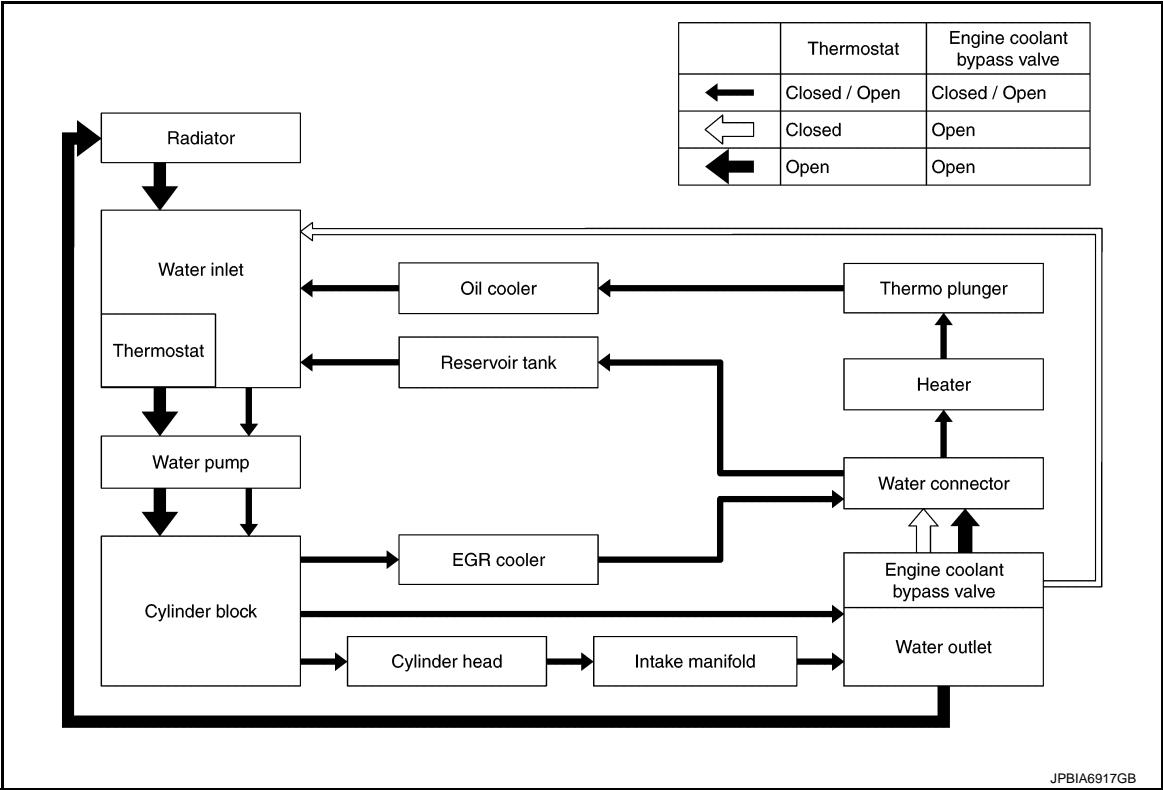 Thermostat
Engine coolant
bypass valve
Closed / Open
Closed / Open
Closed
Open
Open
Open
Radiator
Water inlet
Oil cooler
Thermo plunger
Thermostat
Reservoir tank
Heater
Water pump
Water connector
EGR cooler
Engine coolant
bypass valve
Cylinder block
Water outlet
Cylinder head
Intake manifold
JPBIA6917GB